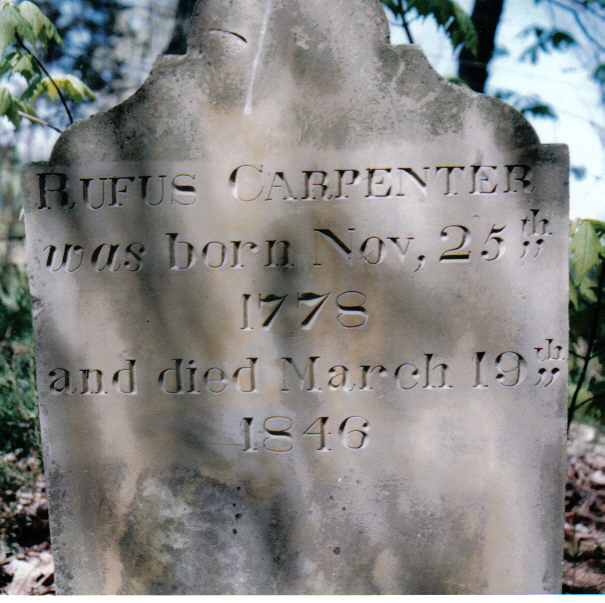 RUFUS CARPENTER
was born Nov, 25th,,
1778
and died March 19th,,
1846